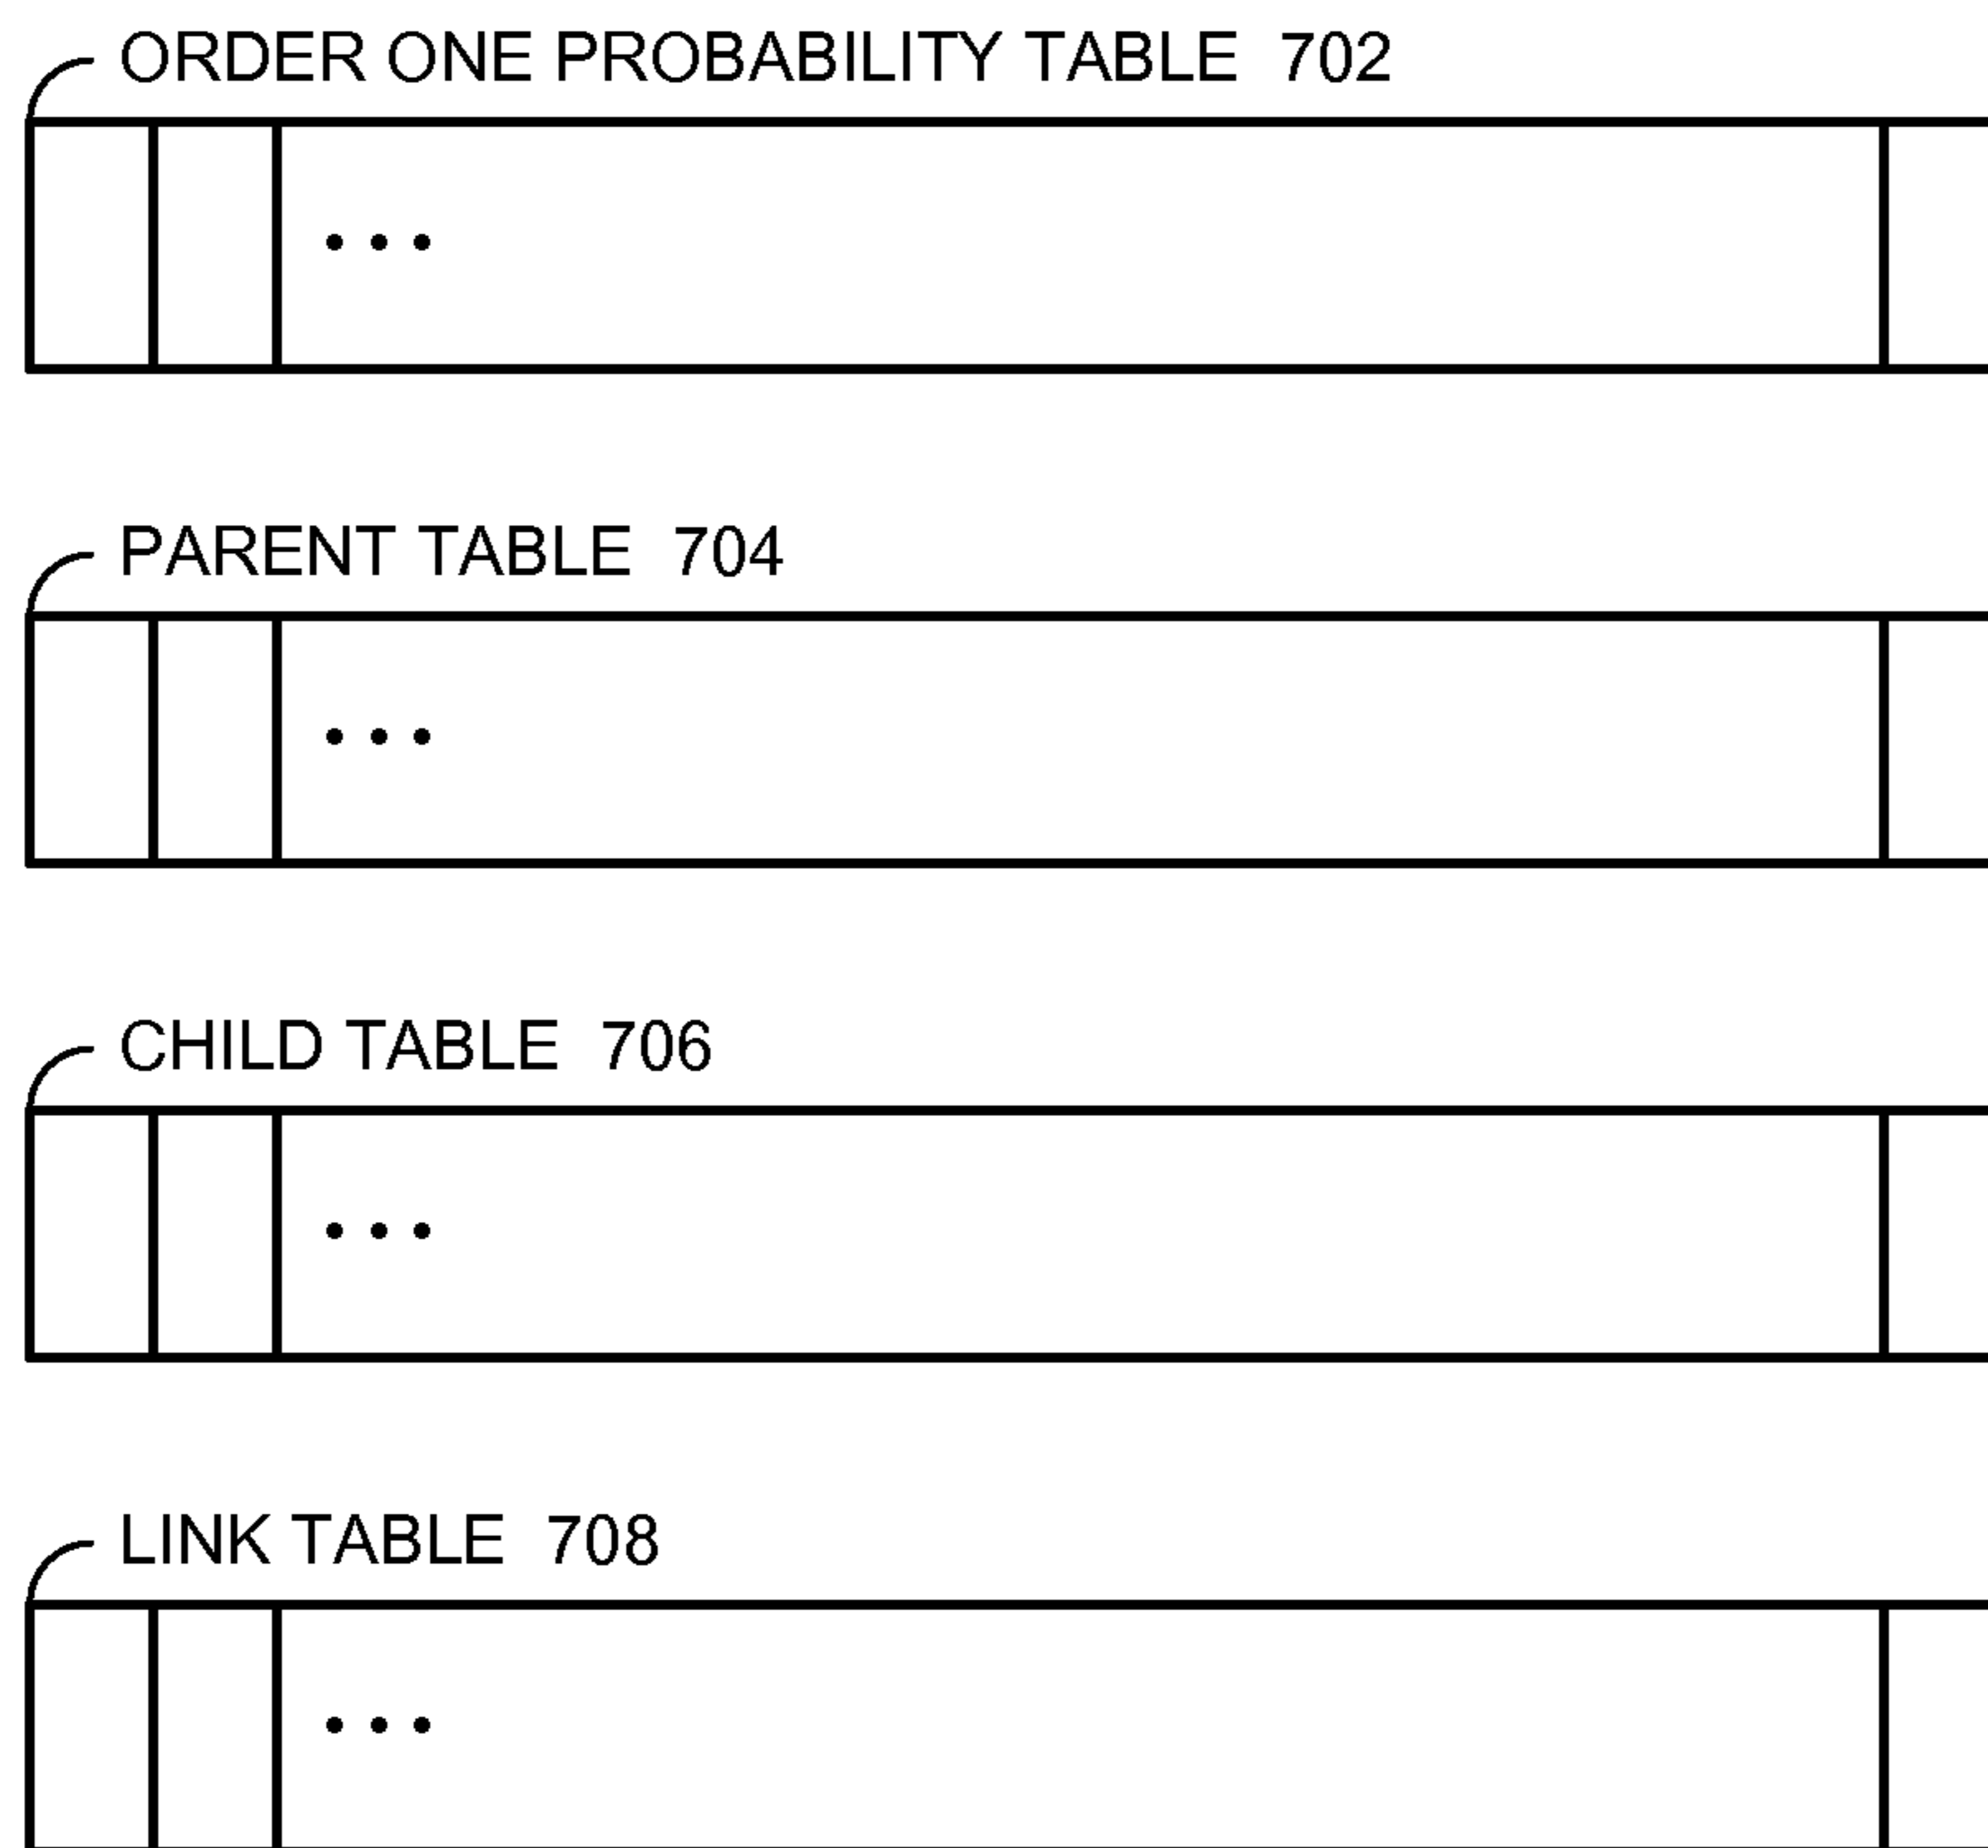 ORDER ONE PROBABILITY TABLE 702
...
PARENT TABLE 704
...
CHILD TABLE 706
...
LINK TABLE 708
...